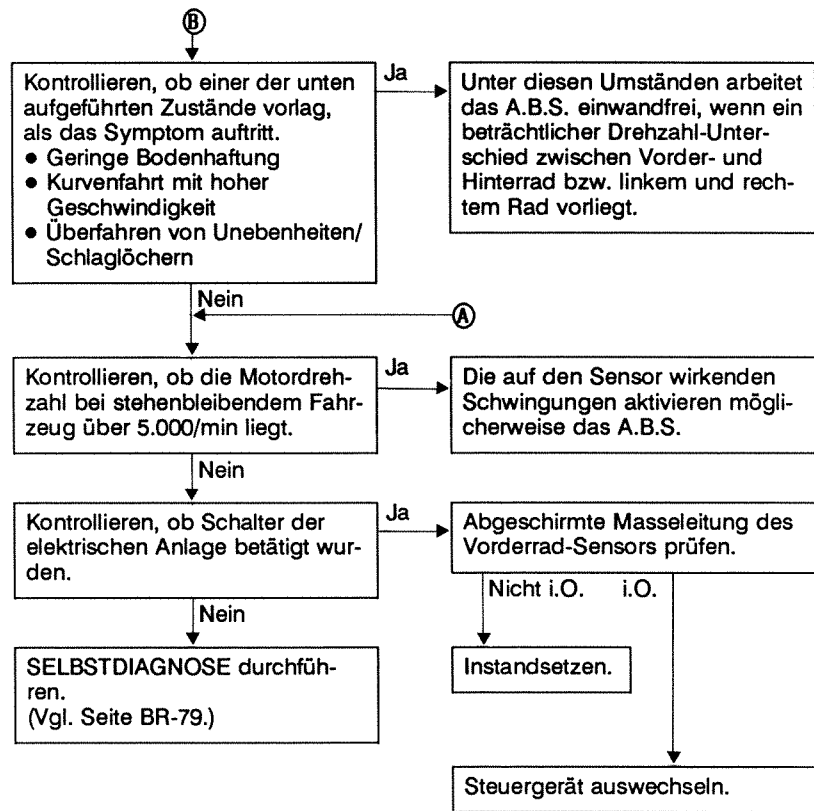 Ⓑ
Kontrollieren, ob einer der unten
aufgeführten Zustände vorlag,
als das Symptom auftritt.
● Geringe Bodenhaftung
● Kurvenfahrt mit hoher
Geschwindigkeit
● Überfahren von Unebenheiten/
Schlaglöchern
Ja
Unter diesen Umständen arbeitet
das A.B.S. einwandfrei, wenn ein
beträchtlicher Drehzahl-Unter-
schied zwischen Vorder- und
Hinterrad bzw. linkem und rech-
tem Rad vorliegt.
Nein
Ⓐ
Kontrollieren, ob die Motordreh-
zahl bei stehenbleibendem Fahr-
zeug über 5.000/min liegt.
Ja
Die auf den Sensor wirkenden
Schwingungen aktivieren mögli-
cherweise das A.B.S.
Nein
Kontrollieren, ob Schalter der
elektrischen Anlage betätigt wur-
den.
Ja
Abgeschirmte Masseleitung des
Vorderrad-Sensors prüfen.
Nein
Nicht i.O. i.O.
SELBSTDIAGNOSE durchfüh-
ren.
(Vgl. Seite BR-79.)
Instandsetzen.
Steuergerät auswechseln.